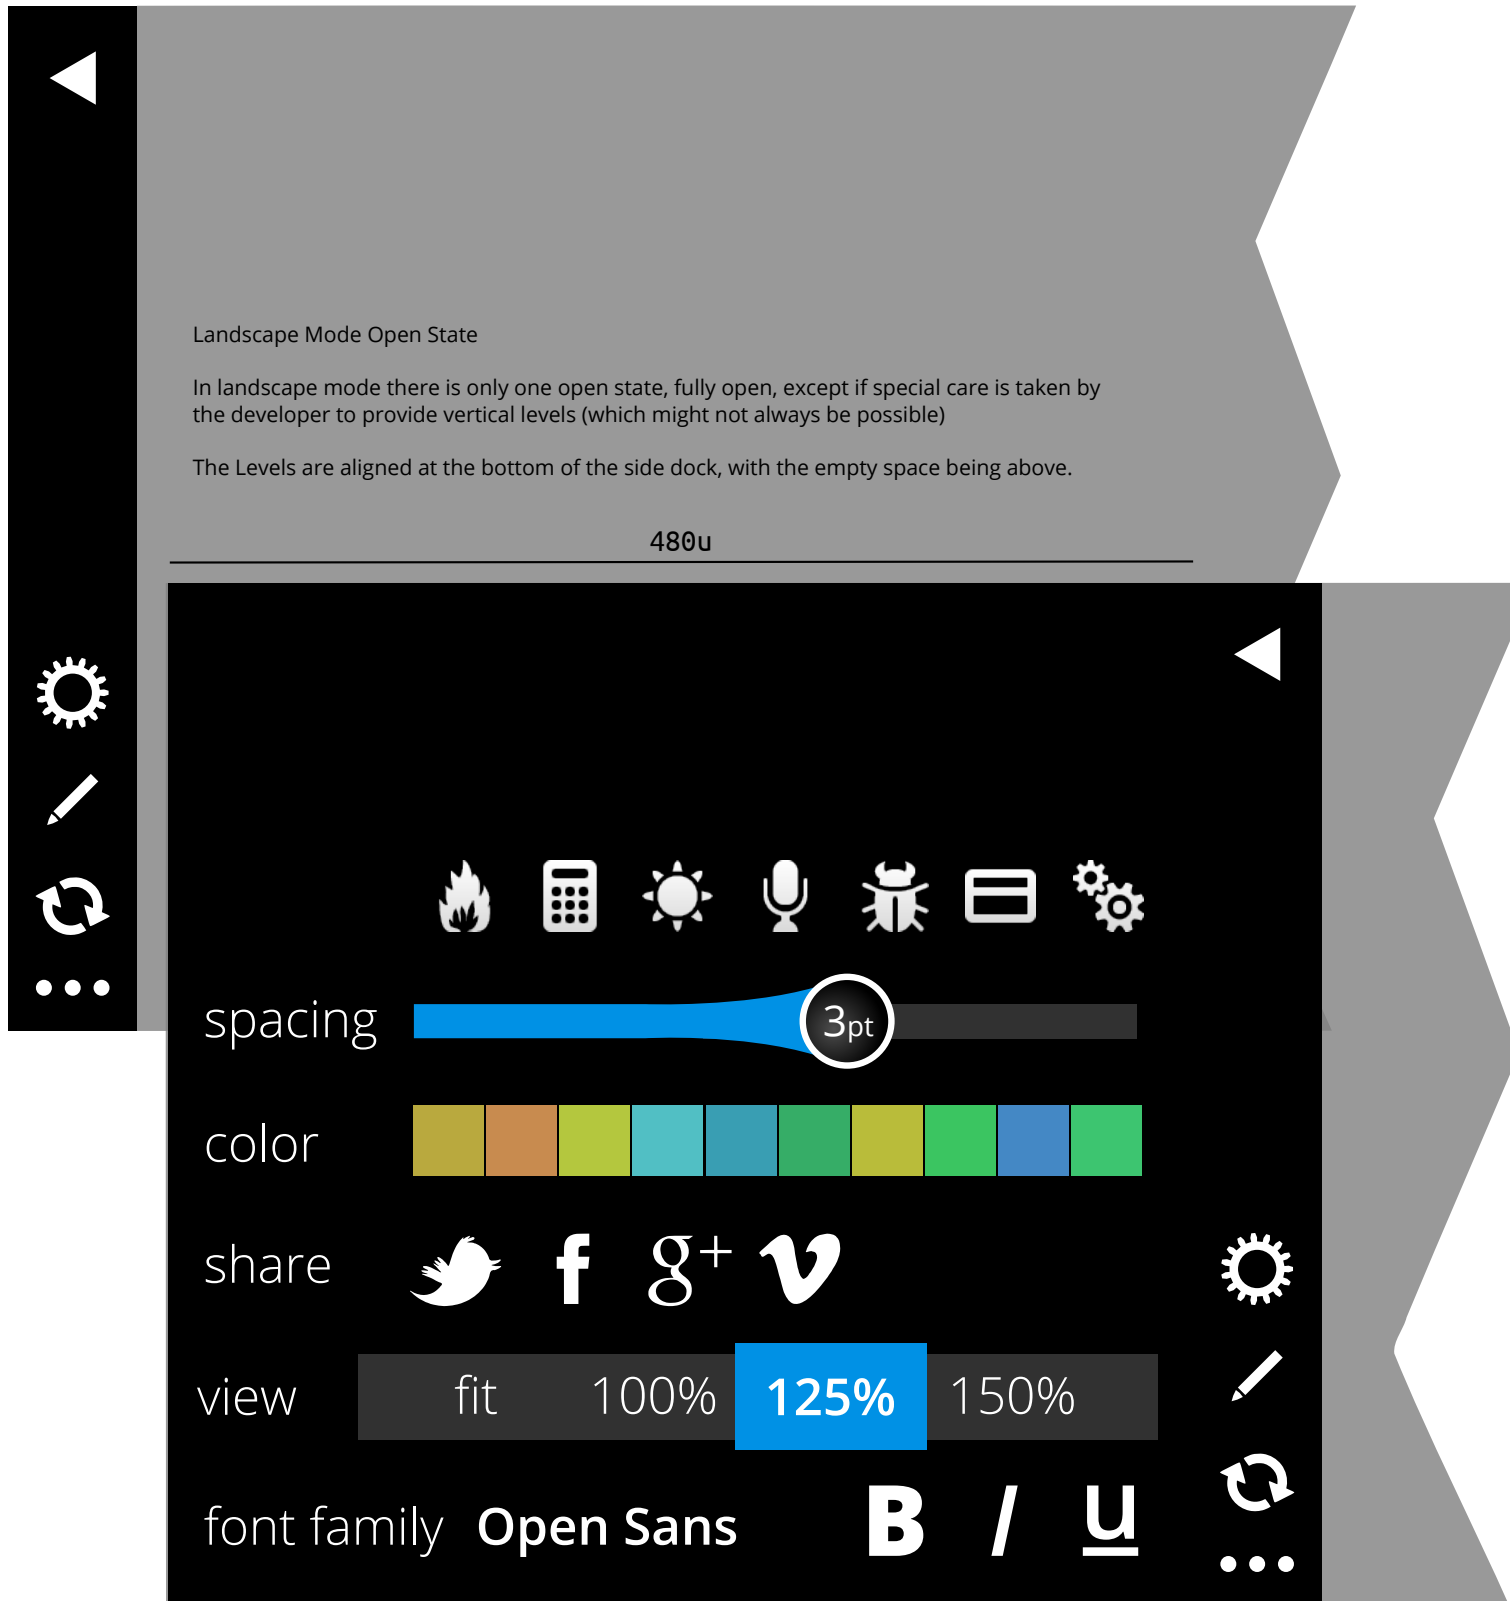 Landscape Mode Open State
In landscape mode there is only one open state, fully open, except if special care is taken by
the developer to provide vertical levels (which might not always be possible)
The Levels are aligned at the bottom of the side dock, with the empty space being above.
480u
spacing 3pt
color
share f g+ v
view fit 100% 125% 150%
font family Open Sans B I u